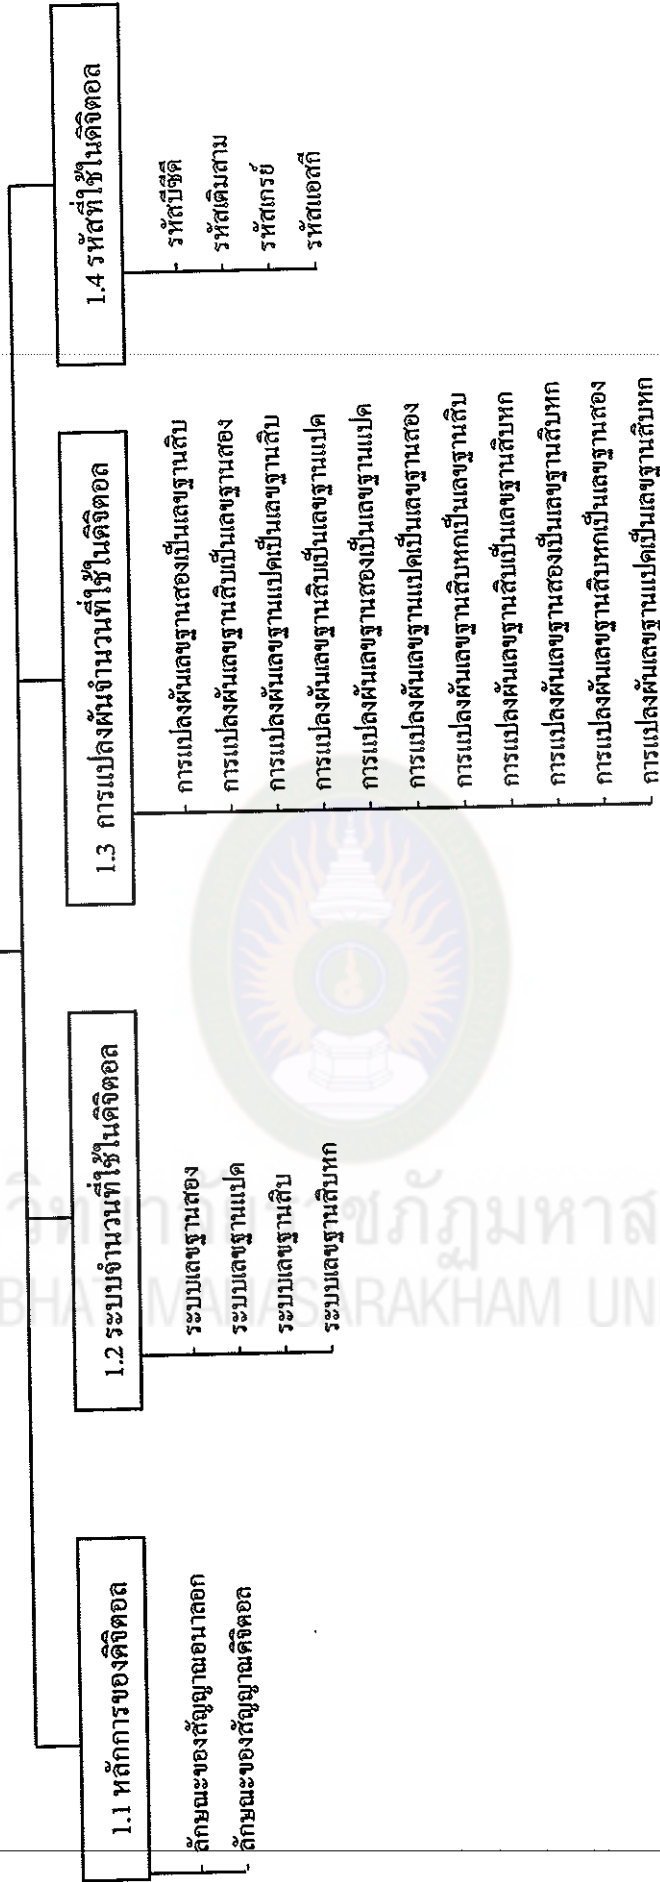 1.1 หลักการของดิจิตอล
ลักษณะของสัญญาณอนาลอก
ลักษณะของสัญญาณดิจิตอล
1.2 ระบบจำนวนที่ใช้ในดิจิตอล
ระบบเลขฐานสอง
ระบบเลขฐานแปด
ระบบเลขฐานสิบ
ระบบเลขฐานสิบหก
1.3 การแปลงผันจำนวนที่ใช้ในดิจิตอล
การแปลงผันเลขฐานสองเป็นเลขฐานสิบ
การแปลงผันเลขฐานสิบเป็นเลขฐานสอง
การแปลงผันเลขฐานแปดเป็นเลขฐานสิบ
การแปลงผันเลขฐานสิบเป็นเลขฐานแปด
การแปลงผันเลขฐานสองเป็นเลขฐานแปด
การแปลงผันเลขฐานแปดเป็นเลขฐานสอง
การแปลงผันเลขฐานสิบหกเป็นเลขฐานสิบ
การแปลงผันเลขฐานสิบเป็นเลขฐานสิบหก
การแปลงผันเลขฐานสองเป็นเลขฐานสิบหก
การแปลงผันเลขฐานสิบหกเป็นเลขฐานสอง
การแปลงผันเลขฐานแปดเป็นเลขฐานสิบหก
1.4 รหัสที่ใช้ในดิจิตอล
รหัสบีซีดี
รหัสเติมสาม
รหัสเกรย์
รหัสแอสกี
BHAT MAHASARAKHAM UN